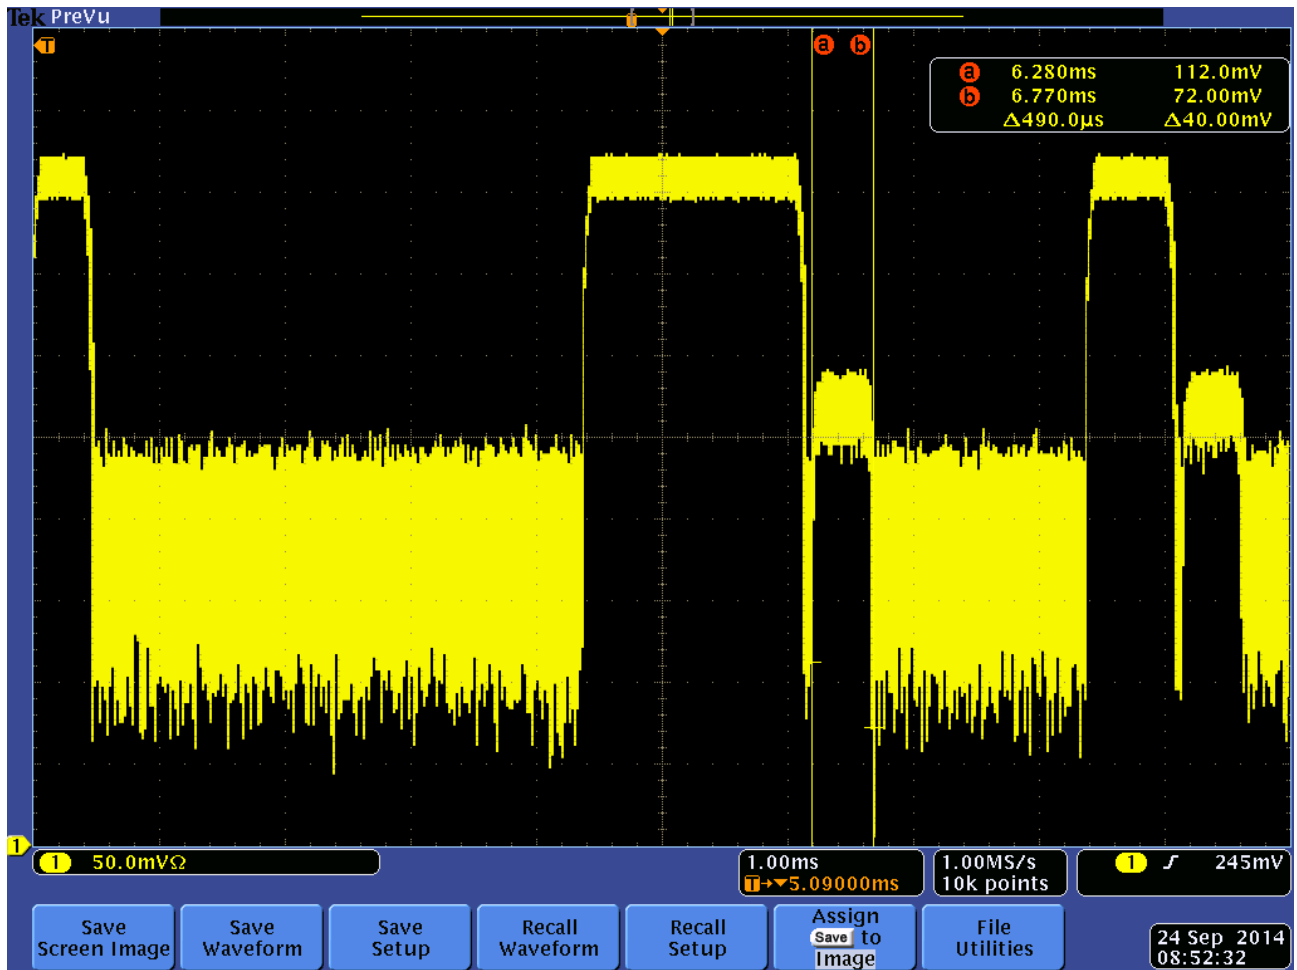 Tek PreVu
T
a b
a 6.280ms 112.0mV
b 6.770ms 72.00mV
Δ490.0µs Δ40.00mV
1
1 50.0mVΩ
1.00ms
T→▼5.09000ms
1.00MS/s
10k points
1 245mV
Save
Screen Image
Save
Waveform
Save
Setup
Recall
Waveform
Recall
Setup
Assign
Save to
Image
File
Utilities
24 Sep 2014
08:52:32